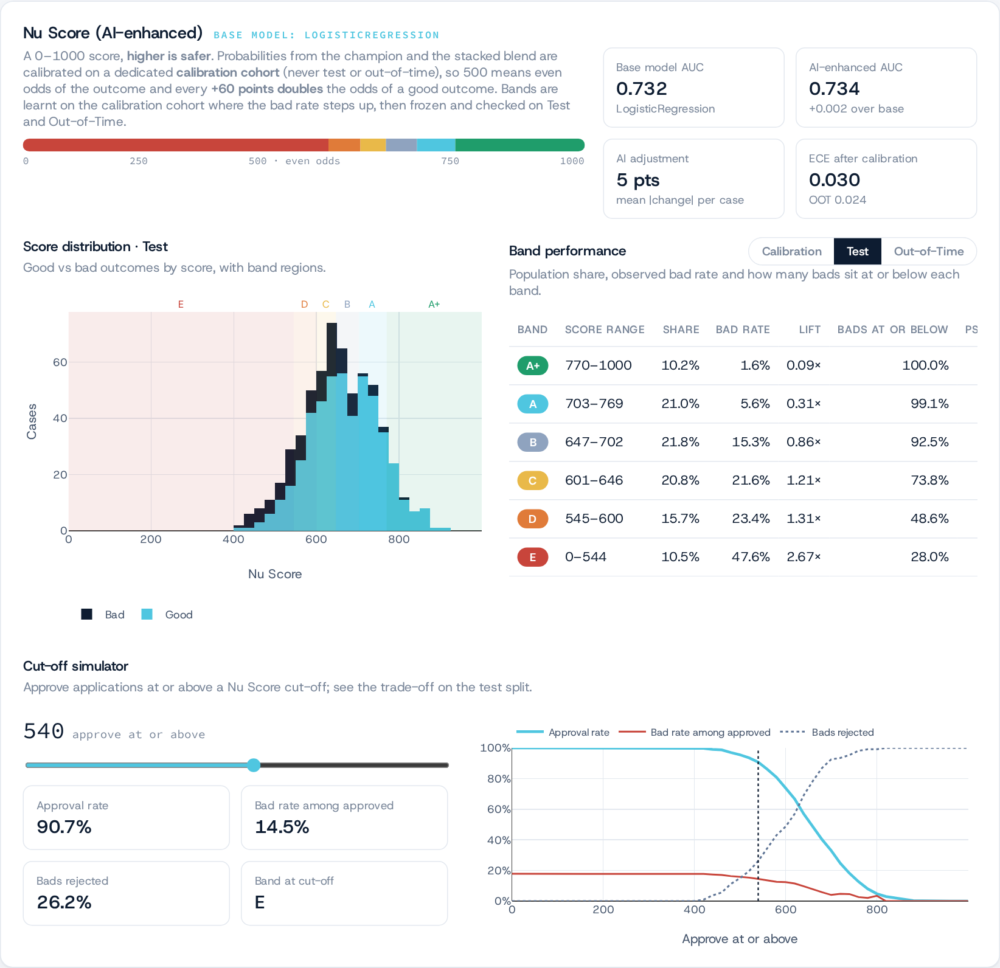 Nu Score (AI-enhanced) BASE MODEL: LOGISTICREGRESSION
A 0–1000 score, higher is safer. Probabilities from the champion and the stacked blend are
calibrated on a dedicated calibration cohort (never test or out-of-time), so 500 means even
odds of the outcome and every +60 points doubles the odds of a good outcome. Bands are
learnt on the calibration cohort where the bad rate steps up, then frozen and checked on Test
and Out-of-Time.
0 250 500 · even odds 750 1000
Base model AUC
0.732
LogisticRegression
AI-enhanced AUC
0.734
+0.002 over base
AI adjustment
5 pts
mean |change| per case
ECE after calibration
0.030
OOT 0.024
Score distribution · Test
Good vs bad outcomes by score, with band regions.
E D C B A A+
60
40
20
0
Cases
0 200 400 600 800
Nu Score
Bad Good
Band performance
Calibration Test Out-of-Time
Population share, observed bad rate and how many bads sit at or below each
band.
BAND SCORE RANGE SHARE BAD RATE LIFT BADS AT OR BELOW PS
A+ 770–1000 10.2% 1.6% 0.09× 100.0%
A 703–769 21.0% 5.6% 0.31× 99.1%
B 647–702 21.8% 15.3% 0.86× 92.5%
C 601–646 20.8% 21.6% 1.21× 73.8%
D 545–600 15.7% 23.4% 1.31× 48.6%
E 0–544 10.5% 47.6% 2.67× 28.0%
Cut-off simulator
Approve applications at or above a Nu Score cut-off; see the trade-off on the test split.
540 approve at or above
Approval rate
90.7%
Bad rate among approved
14.5%
Bads rejected
26.2%
Band at cut-off
E
Approval rate Bad rate among approved Bads rejected
100%
80%
60%
40%
20%
0%
0 200 400 600 800
Approve at or above